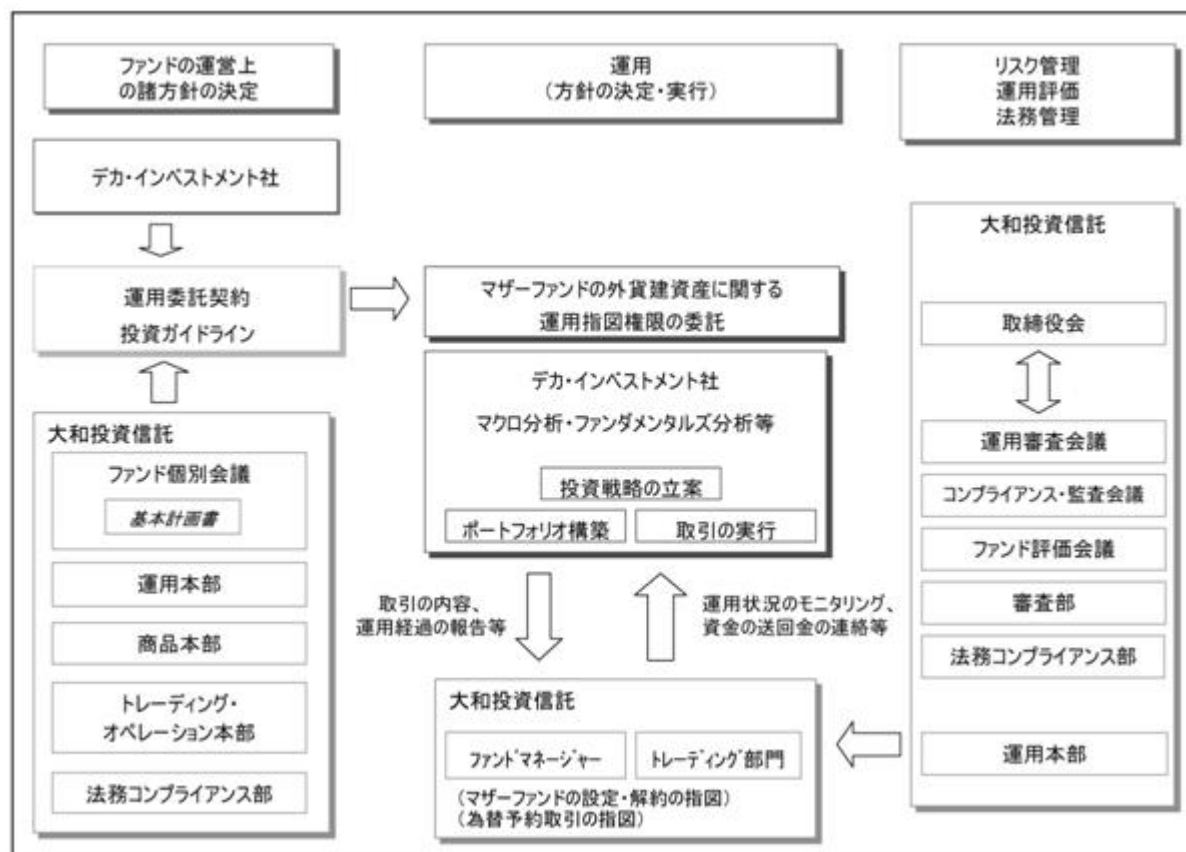 ファンドの運営上
の諸方針の決定
運用
(方針の決定・実行)
リスク管理
運用評価
法務管理
デカ・インベストメント社
運用委託契約
投資ガイドライン
大和投資信託
ファンド個別会議
基本計画書
運用本部
商品本部
トレーディング・
オペレーション本部
法務コンプライアンス部
マザーファンドの外貨建資産に関する
運用指図権限の委託
デカ・インベストメント社
マクロ分析・ファンダメンタルズ分析等
投資戦略の立案
ポートフォリオ構築
取引の実行
取引の内容、
運用経過の報告等
運用状況のモニタリング、
資金の送回金の連絡等
大和投資信託
ファンドマネージャー
トレーディング部門
(マザーファンドの設定・解約の指図)
(為替予約取引の指図)
大和投資信託
取締役会
運用審査会議
コンプライアンス・監査会議
ファンド評価会議
審査部
法務コンプライアンス部
運用本部